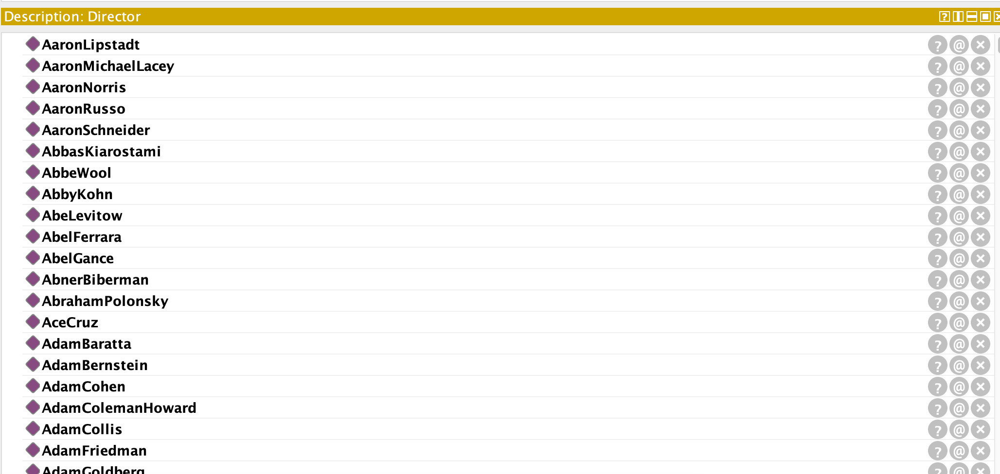 Description: Director
AaronLipstadt
AaronMichaelLacey
AaronNorris
AaronRusso
AaronSchneider
AbbasKiarostami
AbbeWool
AbbyKohn
AbeLevitow
AbelFerrara
AbelGance
AbnerBiberman
AbrahamPolonsky
AceCruz
AdamBaratta
AdamBernstein
AdamCohen
AdamColemanHoward
AdamCollis
AdamFriedman
AdamGoldberg